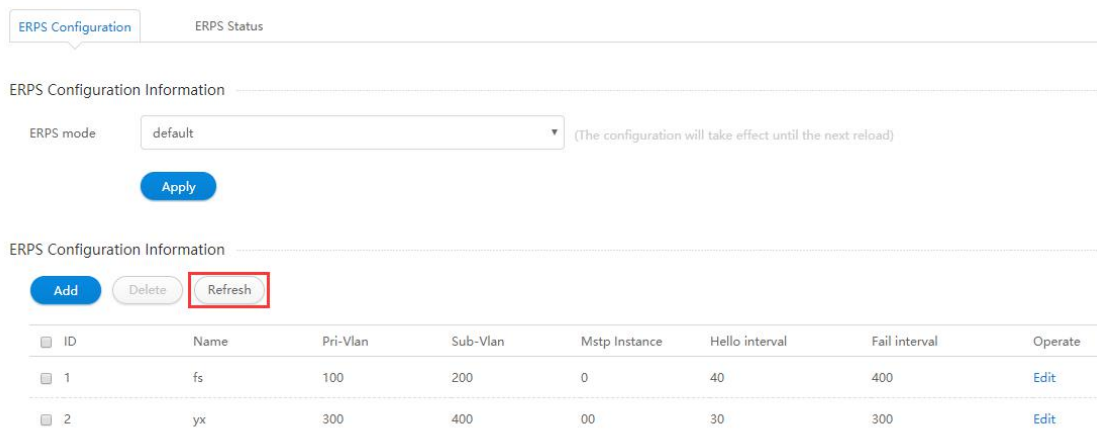 ERPS Configuration ERPS Status
ERPS Configuration Information
ERPS mode default (The configuration will take effect until the next reload)
Apply
ERPS Configuration Information
Add Delete Refresh
ID Name Pri-Vlan Sub-Vlan Mstp Instance Hello interval Fail interval Operate
1 fs 100 200 0 40 400 Edit
2 yx 300 400 00 30 300 Edit